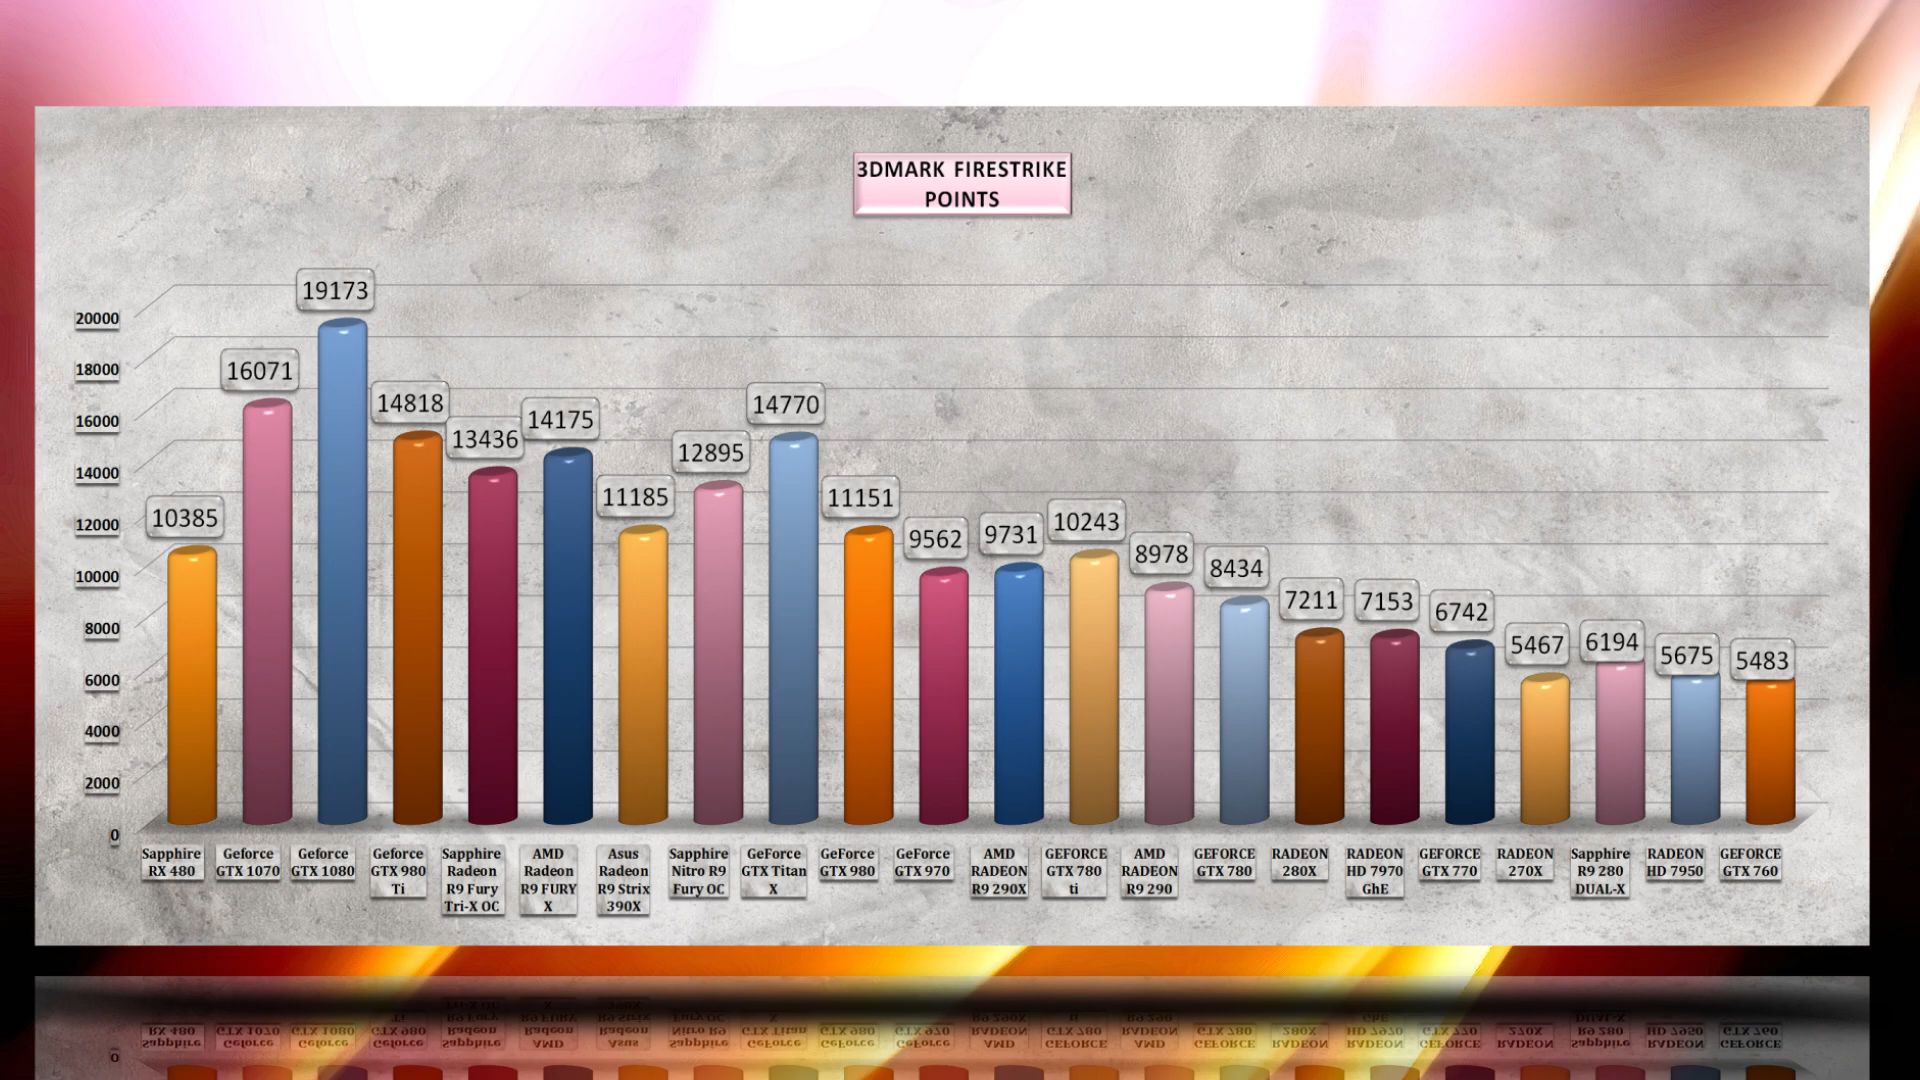 3DMARK FIRESTRIKE
POINTS
20000
18000
16000
14000
12000
10000
8000
6000
4000
2000
0
10385
16071
19173
14818
13436
14175
11185
12895
14770
11151
9562
9731
10243
8978
8434
7211
7153
6742
5467
6194
5675
5483
Sapphire
RX 480
Geforce
GTX 1070
Geforce
GTX 1080
Geforce
GTX 980
Ti
Sapphire
Radeon
R9 Fury
Tri-X OC
AMD
Radeon
R9 FURY
X
Asus
Radeon
R9 Strix
390X
Sapphire
Nitro R9
Fury OC
GeForce
GTX Titan
X
GeForce
GTX 980
GeForce
GTX 970
AMD
RADEON
R9 290X
GEFORCE
GTX 780
ti
AMD
RADEON
R9 290
GEFORCE
GTX 780
RADEON
280X
RADEON
HD 7970
GhE
GEFORCE
GTX 770
RADEON
270X
Sapphire
R9 280
DUAL-X
RADEON
HD 7950
GEFORCE
GTX 760